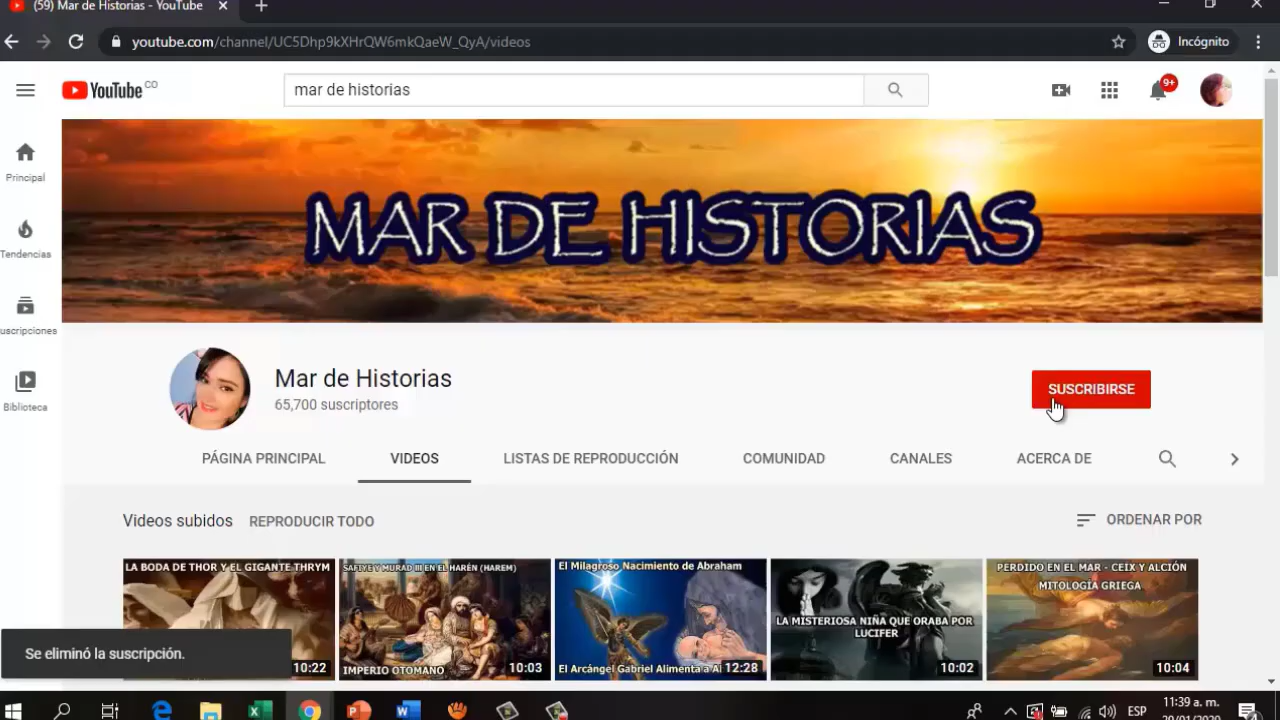 (59) Mar de Historias - YouTube
youtube.com/channel/UC5Dhp9kXHrQW6mkQaeW_QyA/videos
Incógnito
YouTube CO
mar de historias
9+
Principal
Tendencias
uscripciones
Biblioteca
MAR DE HISTORIAS
Mar de Historias
65,700 suscriptores
SUSCRIBIRSE
PÁGINA PRINCIPAL
VIDEOS
LISTAS DE REPRODUCCIÓN
COMUNIDAD
CANALES
ACERCA DE
Videos subidos
REPRODUCIR TODO
ORDENAR POR
LA BODA DE THOR Y EL GIGANTE THRYM
10:22
SAFIYE Y MURAD III EN EL HARÉN (HAREM)
IMPERIO OTOMANO
10:03
El Milagroso Nacimiento de Abraham
El Arcángel Gabriel Alimenta a A
12:28
LA MISTERIOSA NIÑA QUE ORABA POR
LUCIFER
10:02
PERDIDO EN EL MAR - CEIX Y ALCIÓN
MITOLOGÍA GRIEGA
10:04
Se eliminó la suscripción.
ESP
11:39 a. m.
29/01/2020